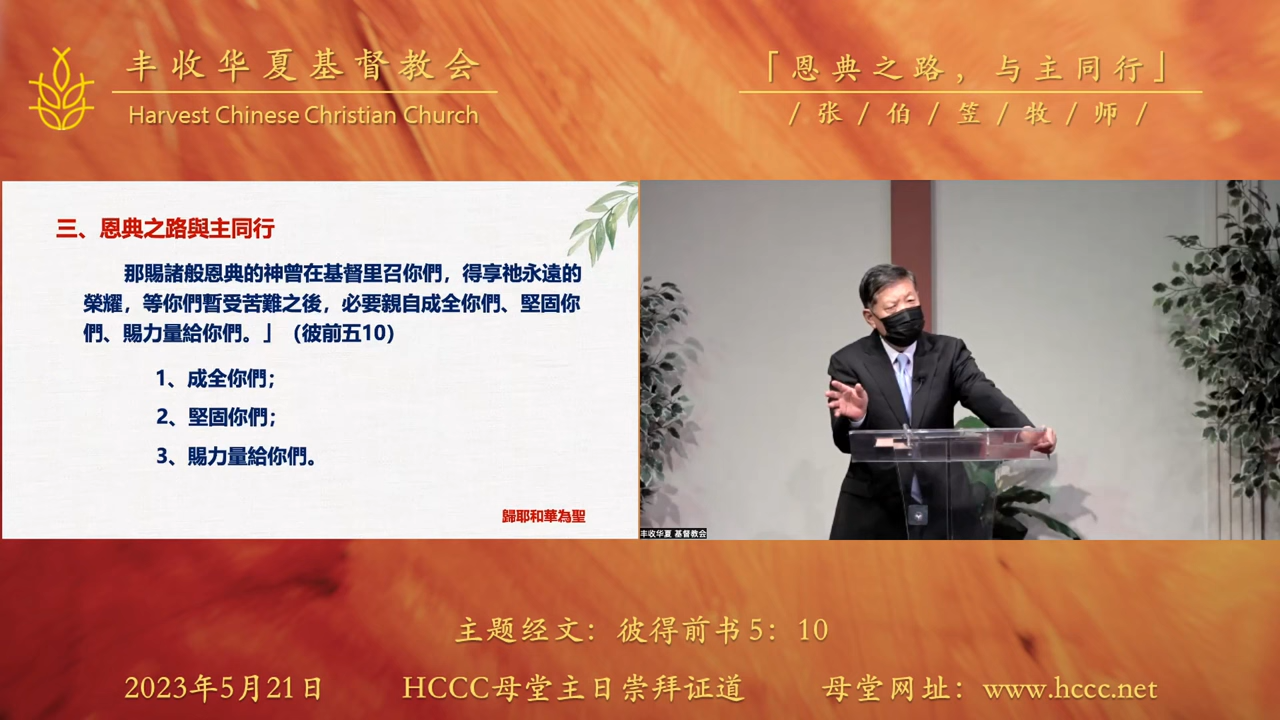 丰收华夏基督教会
Harvest Chinese Christian Church
「恩典之路，与主同行」
/ 张 / 伯 / 笠 / 牧 / 师 /
三、恩典之路與主同行
那賜諸般恩典的神曾在基督里召你們，得享祂永遠的
榮耀，等你們暫受苦難之後，必要親自成全你們、堅固你
們、賜力量給你們。」（彼前五10）
1、成全你們；
2、堅固你們；
3、賜力量給你們。
歸耶和華為聖
丰收华夏 基督教会
主题经文：彼得前书5：10
2023年5月21日 HCCC母堂主日崇拜证道 母堂网址：www.hccc.net